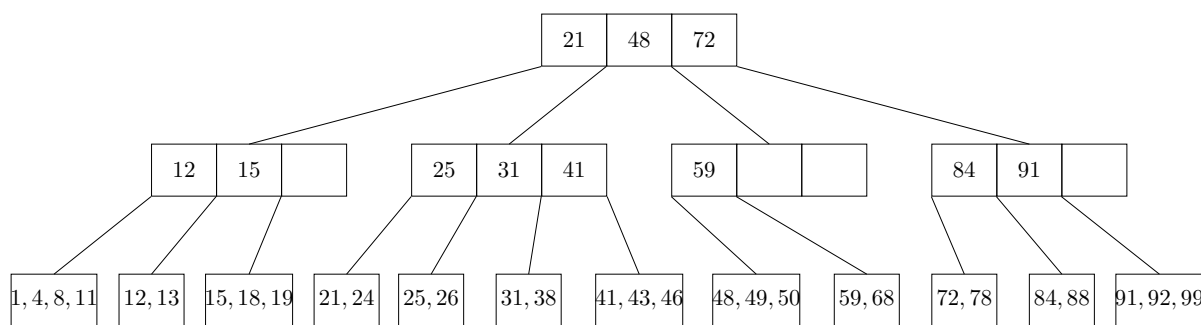 21 48 72
12 15 25 31 41 59 84 91
1, 4, 8, 11 12, 13 15, 18, 19 21, 24 25, 26 31, 38 41, 43, 46 48, 49, 50 59, 68 72, 78 84, 88 91, 92, 99